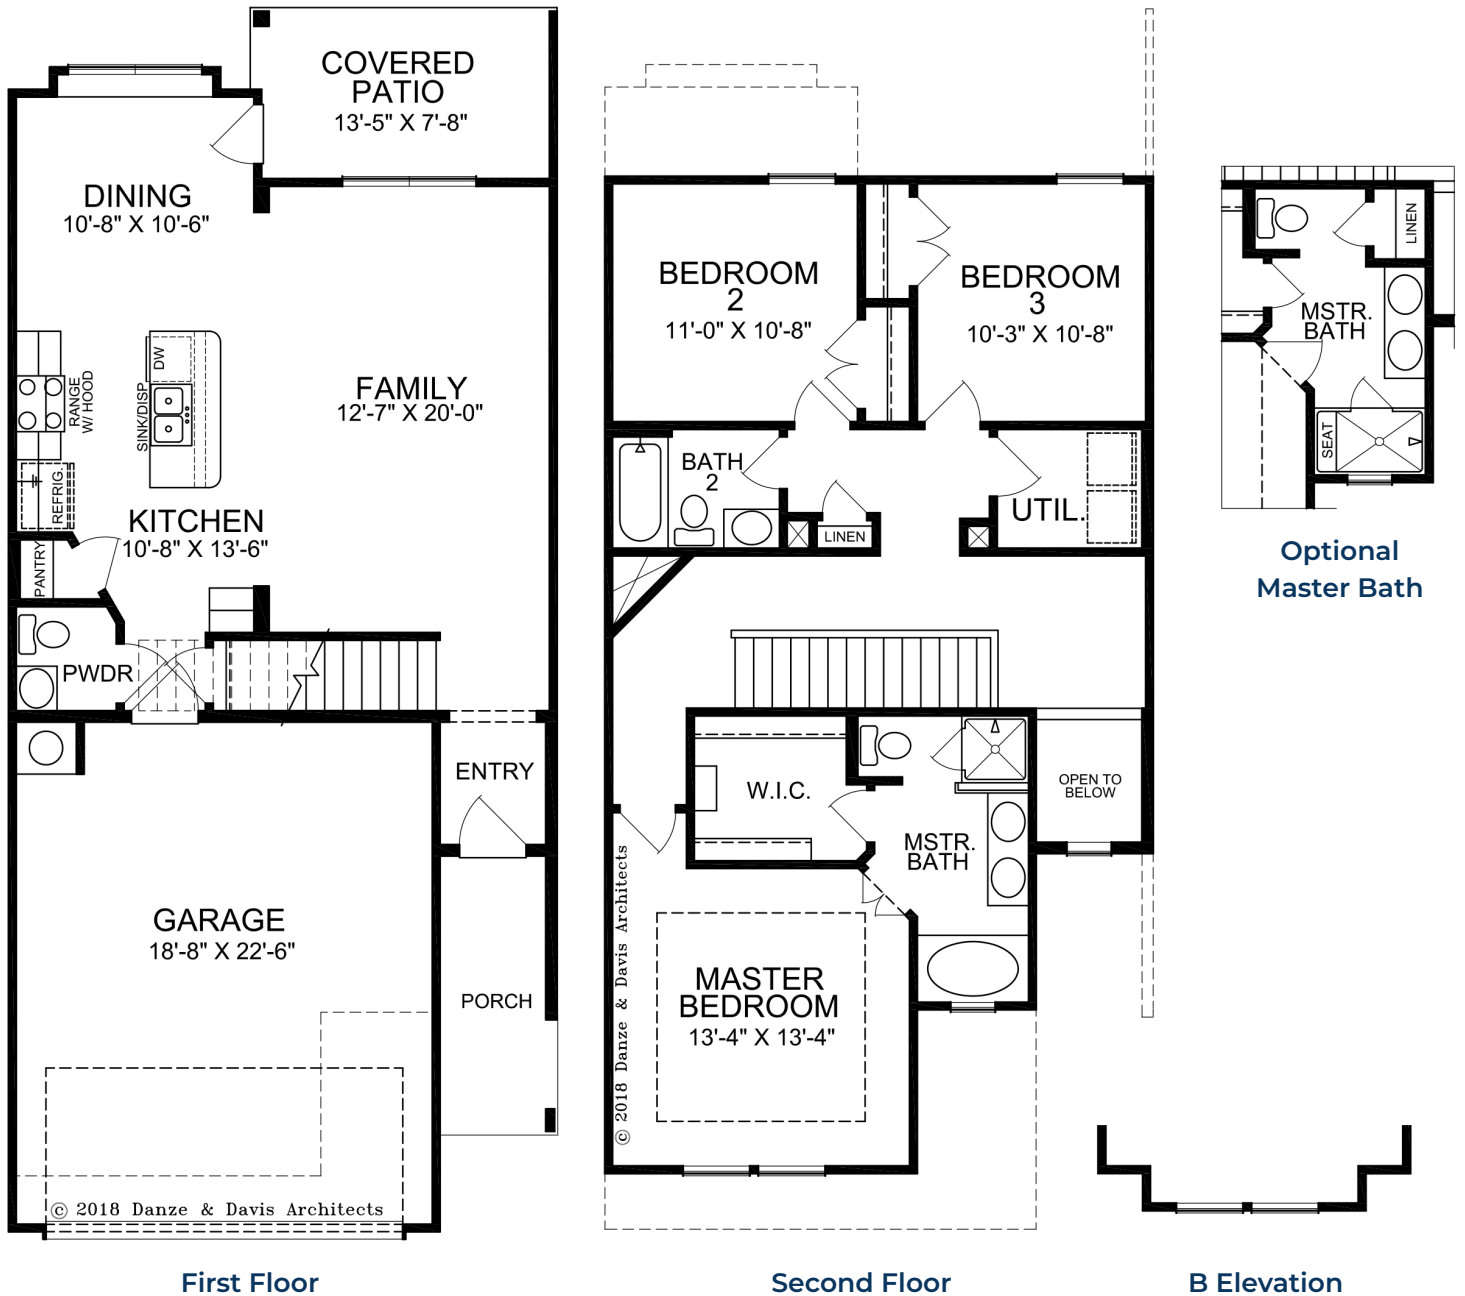 COVERED
PATIO
13'-5" X 7'-8"
DINING
10'-8" X 10'-6"
FAMILY
12'-7" X 20'-0"
RANGE
W/ HOOD
DW
SINK/DISP
REFRIG.
KITCHEN
10'-8" X 13'-6"
PANTRY
PWDR
ENTRY
GARAGE
18'-8" X 22'-6"
PORCH
© 2018 Danze & Davis Architects
First Floor
BEDROOM
2
11'-0" X 10'-8"
BEDROOM
3
10'-3" X 10'-8"
BATH
2
LINEN
UTIL.
W.I.C.
MSTR.
BATH
OPEN TO
BELOW
MASTER
BEDROOM
13'-4" X 13'-4"
© 2018 Danze & Davis Architects
Second Floor
LINEN
MSTR.
BATH
SEAT
Optional
Master Bath
B Elevation